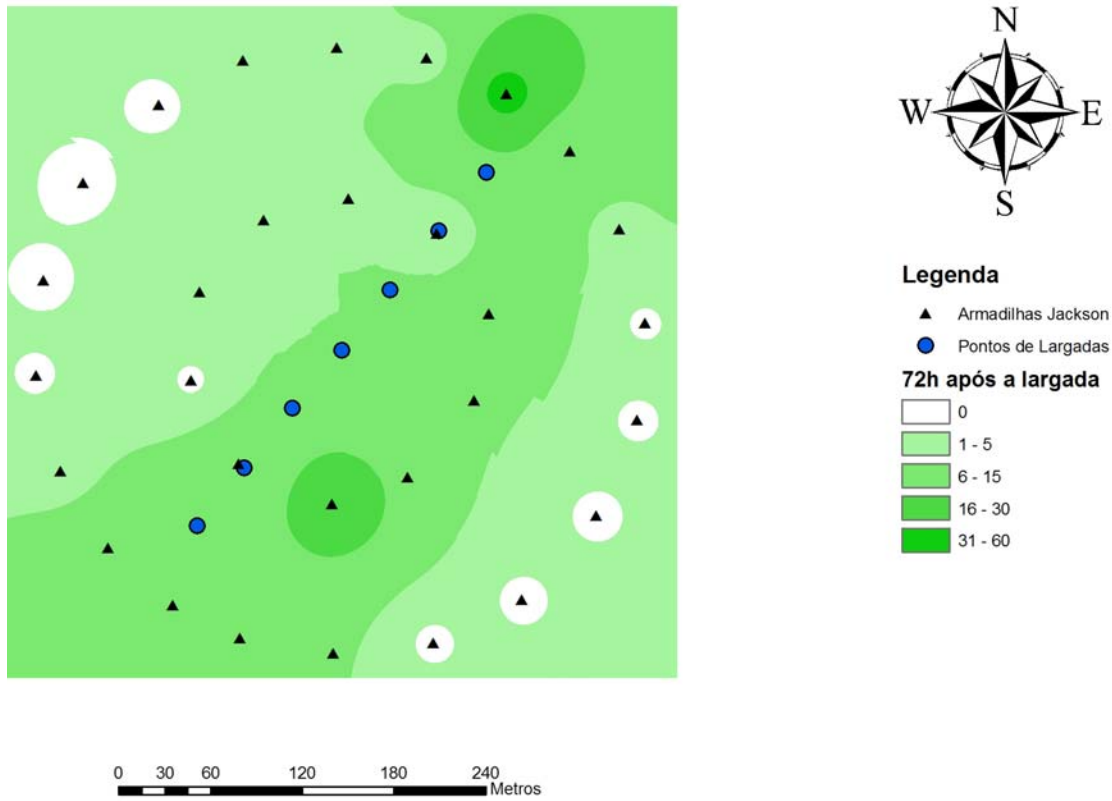 N
W
E
S
Legenda
Armadilhas Jackson
Pontos de Largadas
72h após a largada
0
1 - 5
6 - 15
16 - 30
31 - 60
0 30 60 120 180 240
Metros